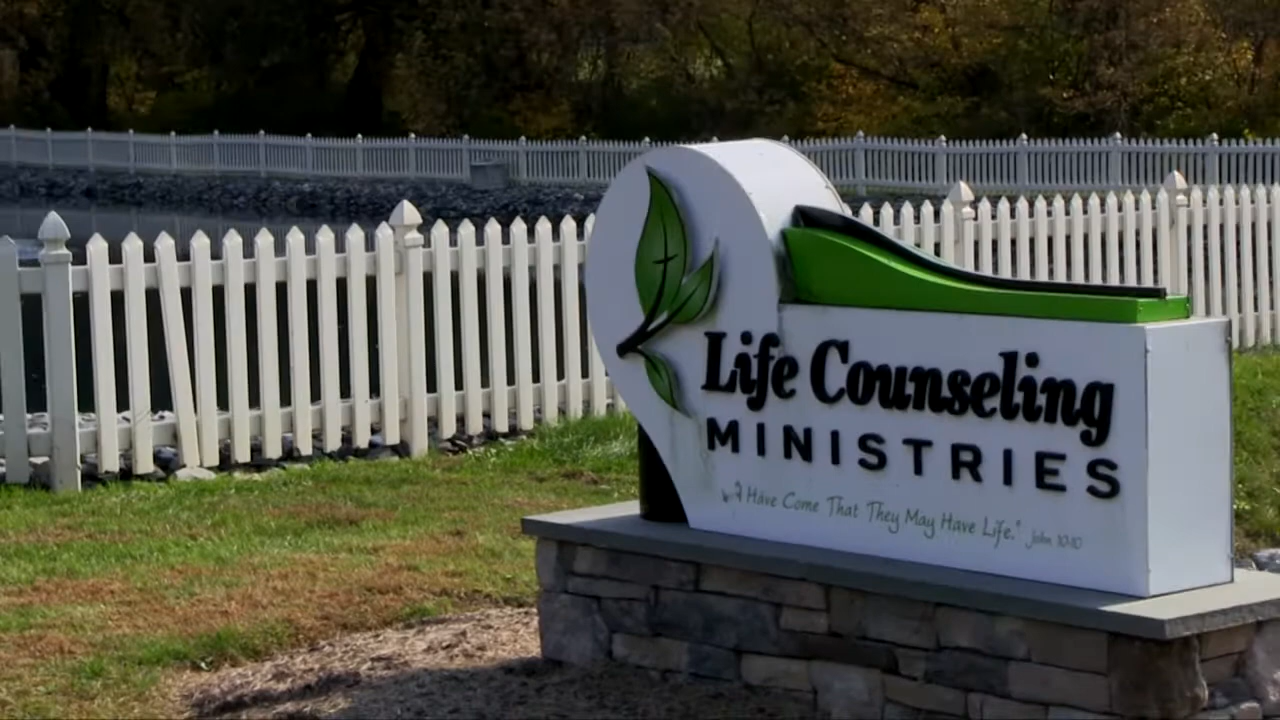 Life Counseling
MINISTRIES
"I Have Come That They May Have Life." John 10:10